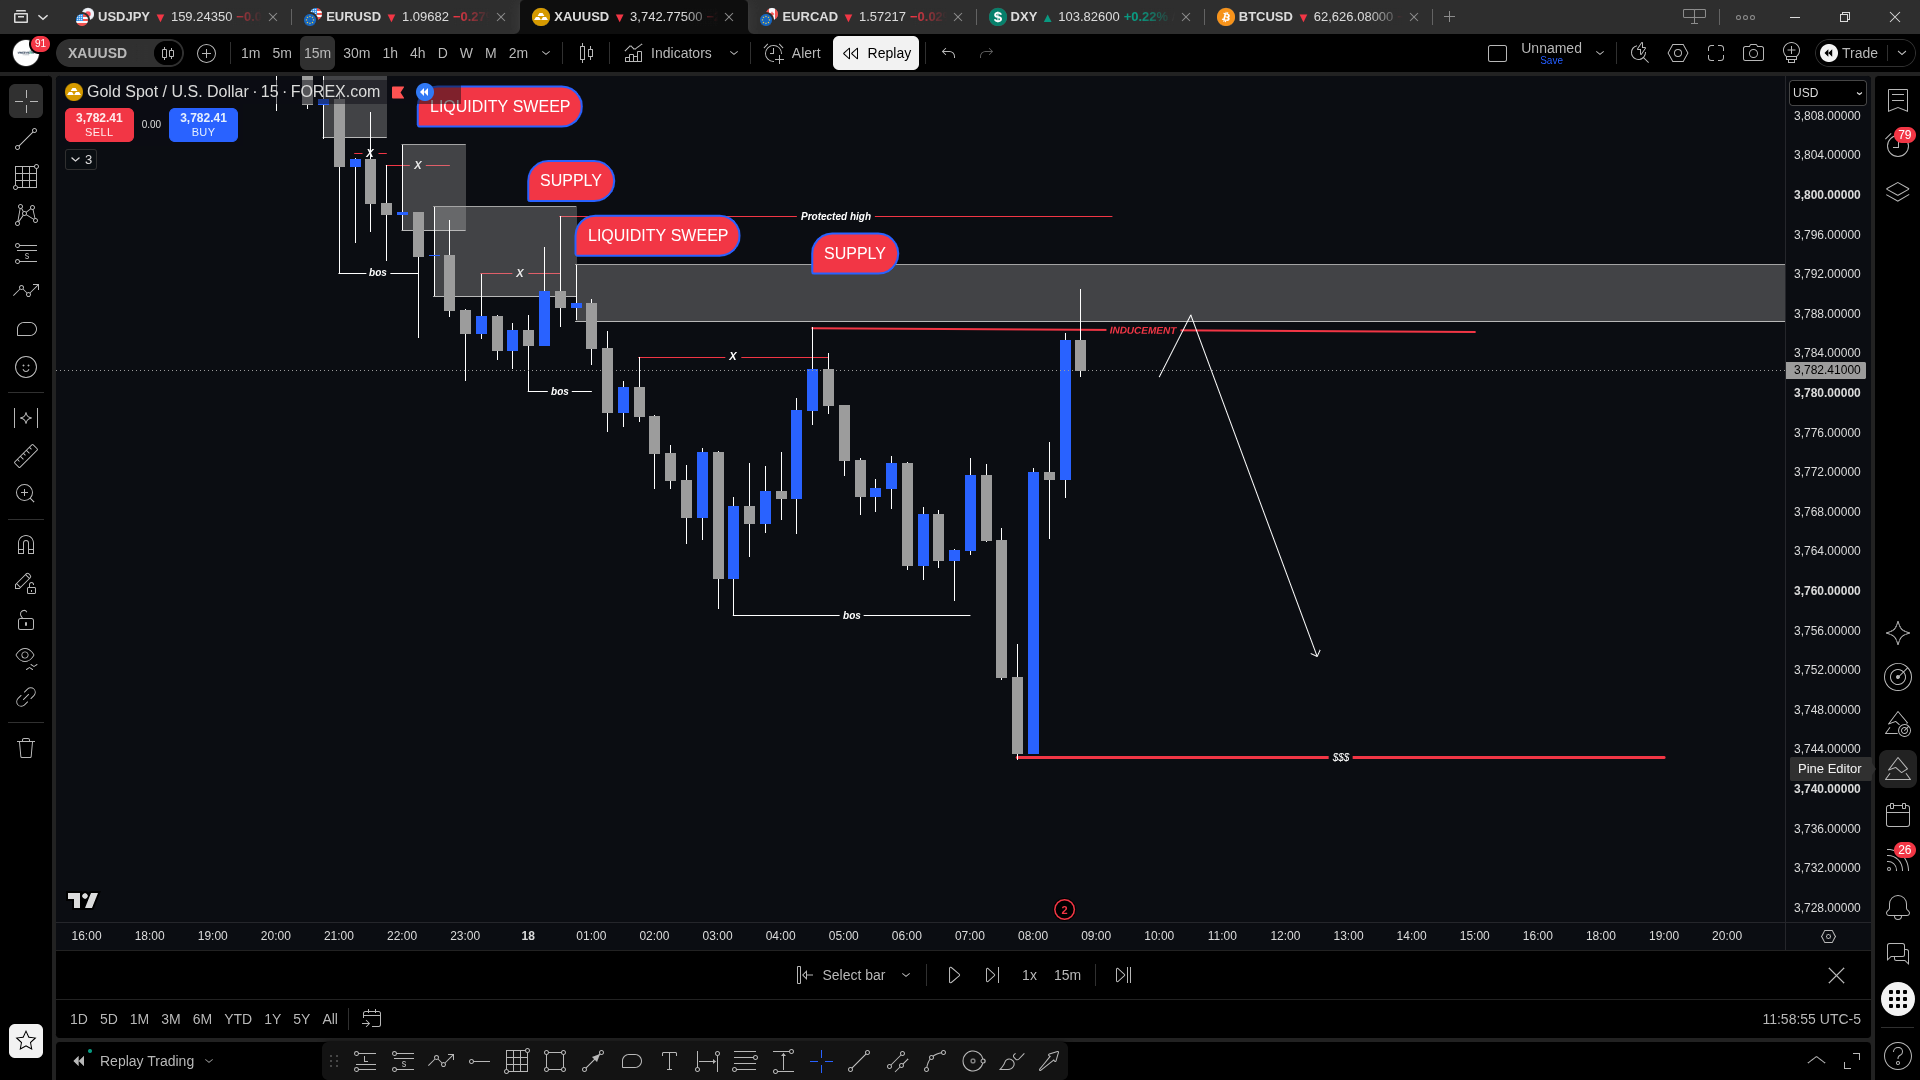 USDJPY 159.24350
EURUSD 1.09682 −0.27
XAUUSD 3,742.77500
EURCAD 1.57217 −0.02
DXY 103.82600 +0.22%
BTCUSD 62,626.08000
91
XAUUSD
1m 5m 15m 30m 1h 4h D W M 2m
Indicators
Alert
Replay
Unnamed
Save
Trade
Gold Spot / U.S. Dollar · 15 · FOREX.com
3,782.41
SELL
0.00
3,782.41
BUY
3
USD
79
LIQUIDITY SWEEP
SUPPLY
LIQUIDITY SWEEP
SUPPLY
Protected high
INDUCEMENT
X
X
X
X
bos
bos
bos
$$$
3,808.00000
3,804.00000
3,800.00000
3,796.00000
3,792.00000
3,788.00000
3,784.00000
3,782.41000
3,780.00000
3,776.00000
3,772.00000
3,768.00000
3,764.00000
3,760.00000
3,756.00000
3,752.00000
3,748.00000
3,744.00000
Pine Editor
3,740.00000
3,736.00000
3,732.00000
3,728.00000
26
2
16:00 18:00 19:00 20:00 21:00 22:00 23:00 18 01:00 02:00 03:00 04:00 05:00 06:00 07:00 08:00 09:00 10:00 11:00 12:00 13:00 14:00 15:00 16:00 18:00 19:00 20:00
Select bar
1x 15m
1D 5D 1M 3M 6M YTD 1Y 5Y All
11:58:55 UTC-5
Replay Trading